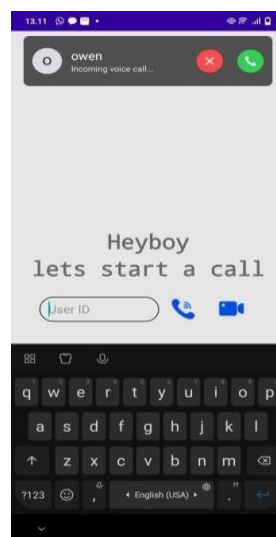 13.11
O
owen
Incoming voice call...
Heyboy
lets start a call
User ID
q w e r t y u i o p
a s d f g h j k l
z x c v b n m
?123 , English (USA) .